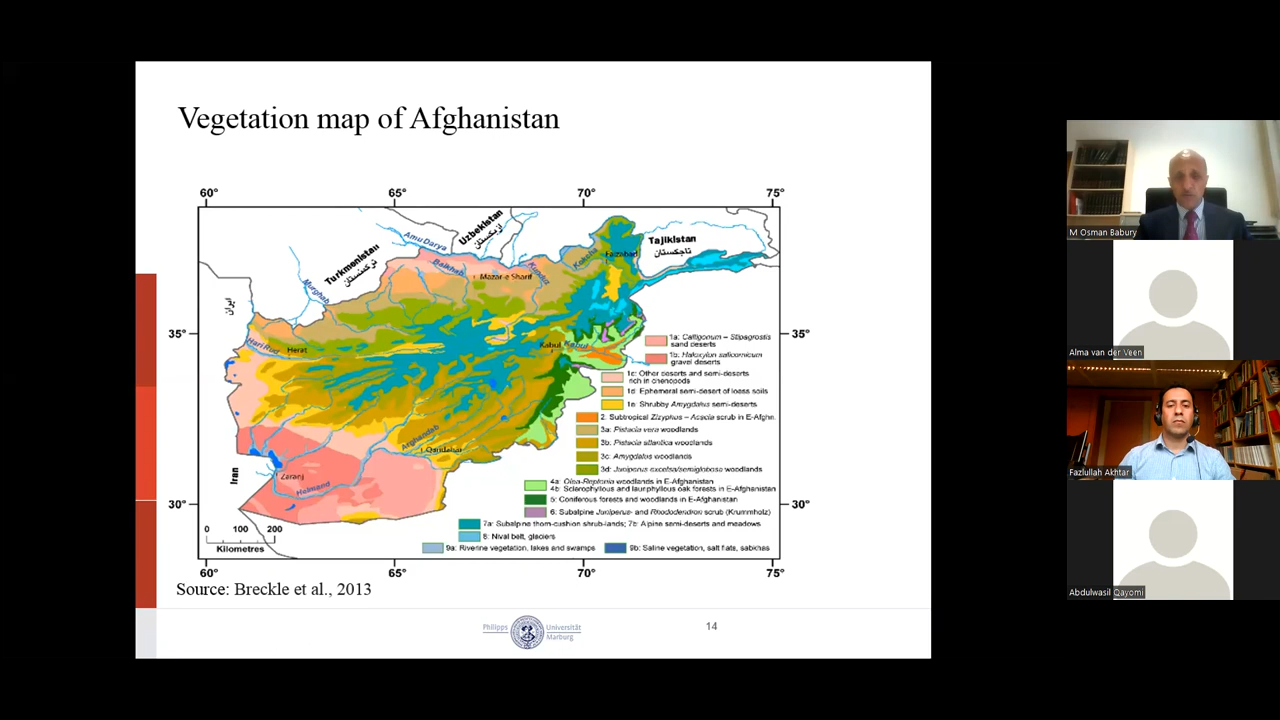 Vegetation map of Afghanistan
60°
65°
70°
75°
Uzbekistan
ازبکستان
Tajikistan
تاجکستان
Turkmenistan
ترکمنستان
Amu Darya
Balkhab
Kunduz
Kokcha
Faizabad
Mazar-e Sharif
Murghab
ایران
35°
35°
Hari Rud
Herat
Kabul
Kabul
1a: Calligonum – Stipagrostis
sand deserts
1b: Haloxylon salicornicum
gravel deserts
1c: Other deserts and semi-deserts
rich in chenopods
1d: Ephemeral semi-desert of loess soils
1e: Shrubby Amygdalus semi-deserts
2: Subtropical Zizyphus – Acacia scrub in E-Afghn.
3a: Pistacia vera woodlands
3b: Pistacia atlantica woodlands
3c: Amygdalus woodlands
3d: Juniperus excelsa/semiglobosa woodlands
4a: Olea-Reptonia woodlands in E-Afghanistan
4b: Sclerophyllous and lauriphyllous oak forests in E-Afghanistan
5: Coniferous forests and woodlands in E-Afghanistan
6: Subalpine Juniperus- and Rhododendron scrub (Krummholz)
7a: Subalpine thorn-cushion shrub-lands; 7b: Alpine semi-deserts and meadows
8: Nival belt, glaciers
9a: Riverine vegetation, lakes and swamps
9b: Saline vegetation, salt flats, sabkhas
Arghandab
Qandahar
Iran
Zaranj
Helmand
30°
30°
0 100 200
Kilometres
60°
65°
70°
75°
Source: Breckle et al., 2013
Philipps
Universität
Marburg
14
M Osman Babury
Alma van der Veen
Fazlullah Akhtar
Abdulwasil Qayomi